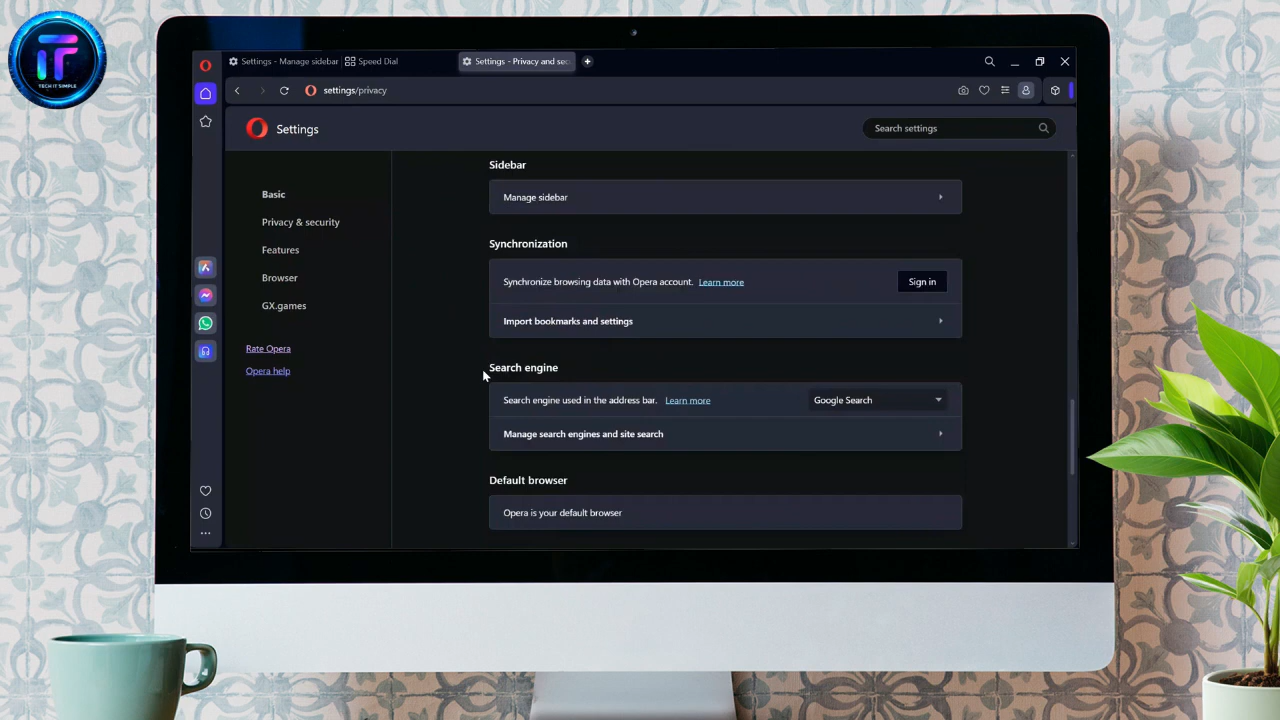 TECH IT SIMPLE
Settings - Manage sidebar
Speed Dial
Settings - Privacy and sec
settings/privacy
Settings
Search settings
Basic
Privacy & security
Features
Browser
GX.games
Rate Opera
Opera help
Sidebar
Manage sidebar
Synchronization
Synchronize browsing data with Opera account. Learn more
Sign in
Import bookmarks and settings
Search engine
Search engine used in the address bar. Learn more
Google Search
Manage search engines and site search
Default browser
Opera is your default browser